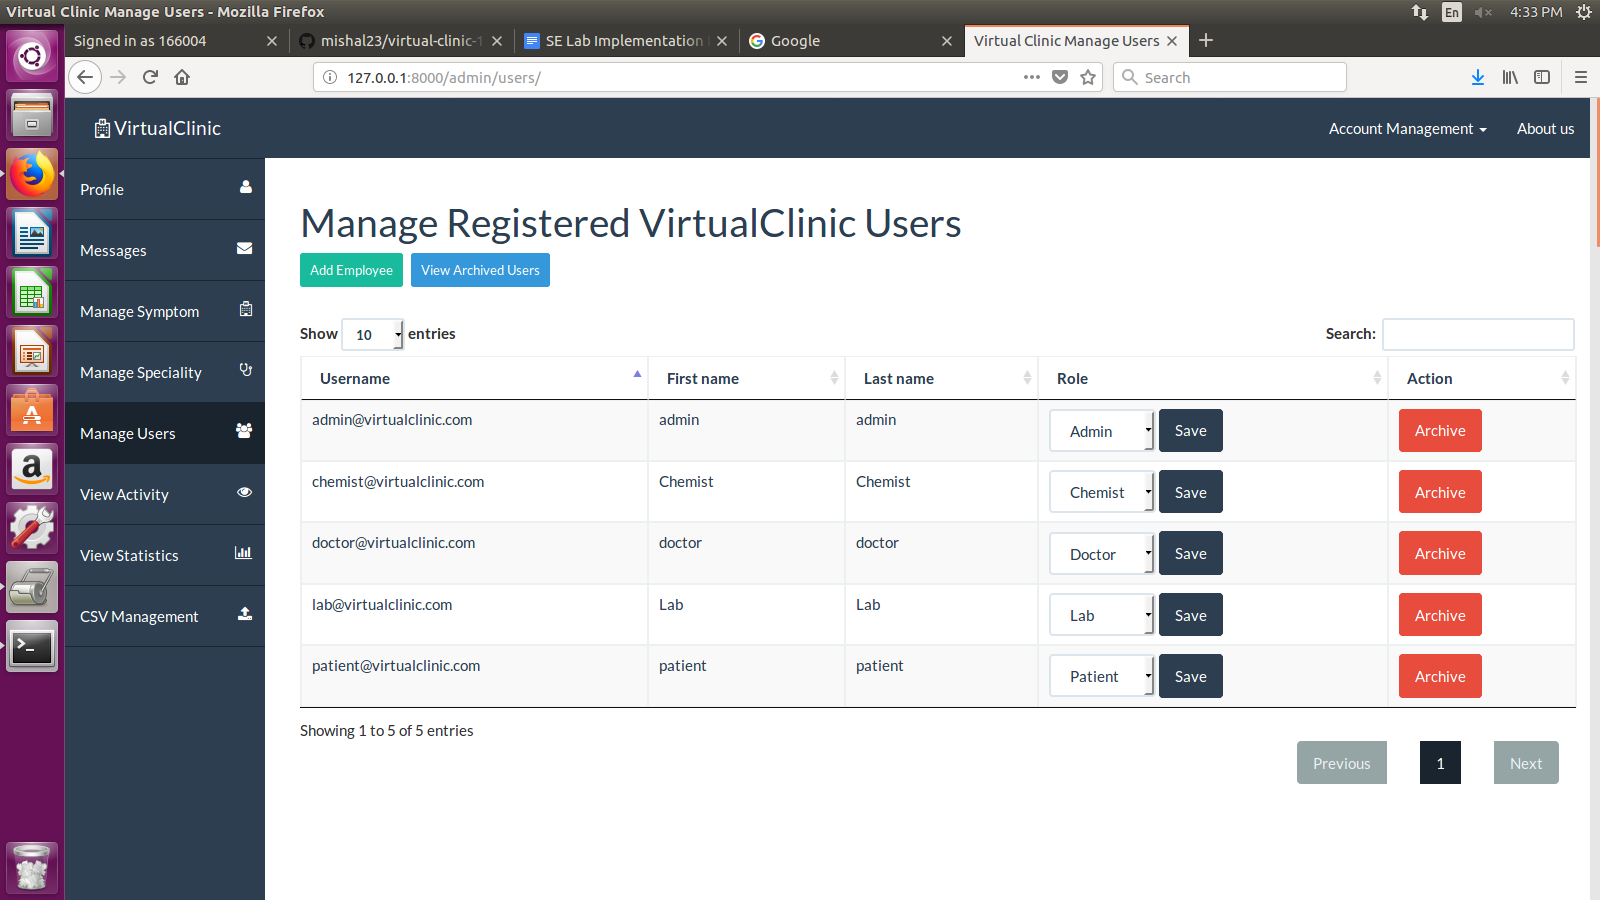 Virtual Clinic Manage Users - Mozilla Firefox
En
4:33 PM
Signed in as 166004
mishal23/virtual-clinic-1
SE Lab Implementation
Google
Virtual Clinic Manage Users
127.0.0.1:8000/admin/users/
Search
VirtualClinic
Account Management
About us
Profile
Messages
Manage Symptom
Manage Speciality
Manage Users
View Activity
View Statistics
CSV Management
Manage Registered VirtualClinic Users
Add Employee
View Archived Users
Show 10 entries
Search:
Username First name Last name Role Action
admin@virtualclinic.com admin admin Admin Save Archive
chemist@virtualclinic.com Chemist Chemist Chemist Save Archive
doctor@virtualclinic.com doctor doctor Doctor Save Archive
lab@virtualclinic.com Lab Lab Lab Save Archive
patient@virtualclinic.com patient patient Patient Save Archive
Showing 1 to 5 of 5 entries
Previous 1 Next